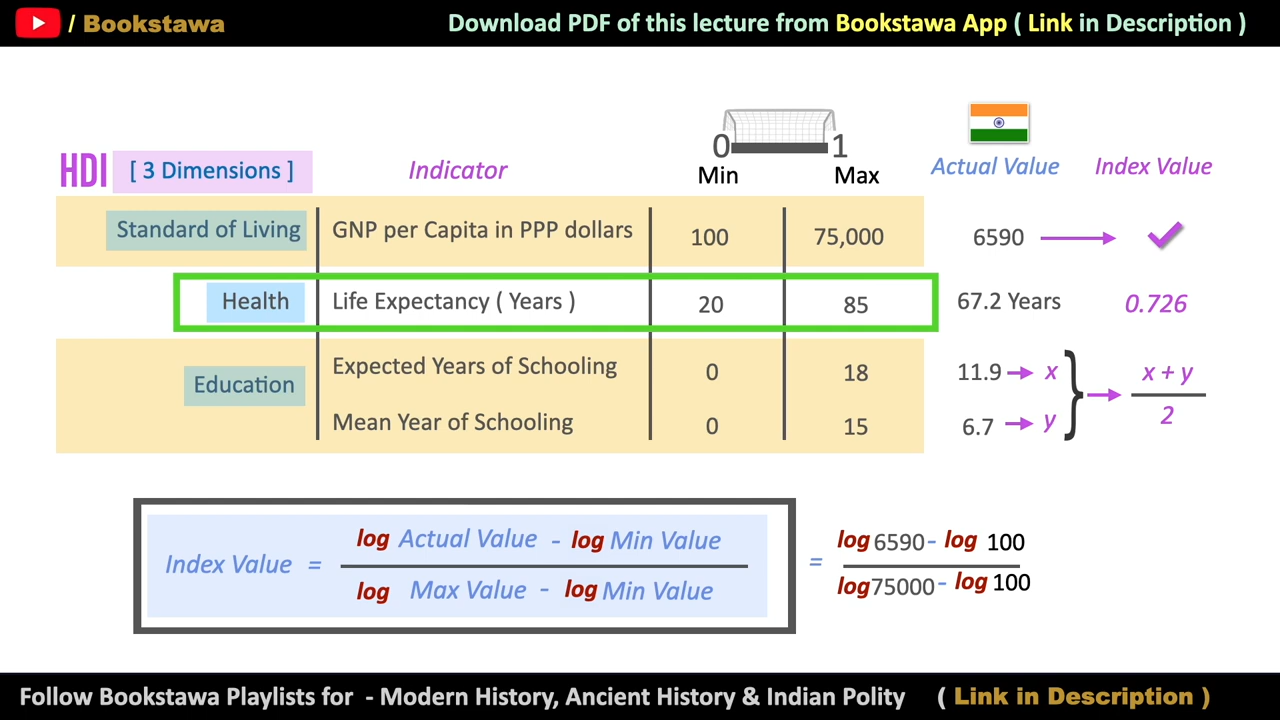 / Bookstawa
Download PDF of this lecture from Bookstawa App ( Link in Description )
0 1
HDI [ 3 Dimensions ] Indicator Min Max Actual Value Index Value
Standard of Living GNP per Capita in PPP dollars 100 75,000 6590
Health Life Expectancy ( Years ) 20 85 67.2 Years 0.726
Education
Expected Years of Schooling 0 18 11.9 x
Mean Year of Schooling 0 15 6.7 y
x + y
2
Index Value =
log Actual Value - log Min Value
log Max Value - log Min Value
=
log 6590 - log 100
log 75000 - log 100
Follow Bookstawa Playlists for - Modern History, Ancient History & Indian Polity ( Link in Description )